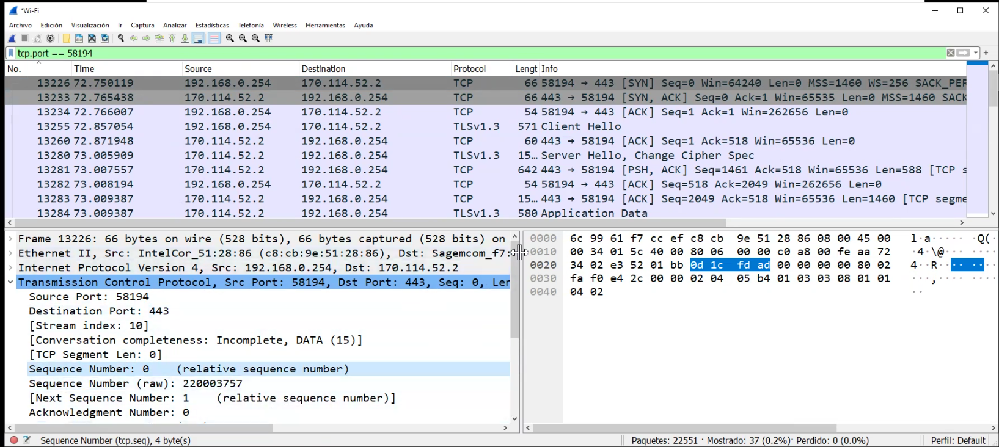 *Wi-Fi
Archivo Edición Visualización Ir Captura Analizar Estadísticas Telefonía Wireless Herramientas Ayuda
tcp.port == 58194
No. Time Source Destination Protocol Lengt Info
13226 72.750119 192.168.0.254 170.114.52.2 TCP 66 58194 → 443 [SYN] Seq=0 Win=64240 Len=0 MSS=1460 WS=256 SACK_PER
13233 72.765438 170.114.52.2 192.168.0.254 TCP 66 443 → 58194 [SYN, ACK] Seq=0 Ack=1 Win=65535 Len=0 MSS=1460 SACK
13234 72.766007 192.168.0.254 170.114.52.2 TCP 54 58194 → 443 [ACK] Seq=1 Ack=1 Win=262656 Len=0
13255 72.857054 192.168.0.254 170.114.52.2 TLSv1.3 571 Client Hello
13260 72.871948 170.114.52.2 192.168.0.254 TCP 60 443 → 58194 [ACK] Seq=1 Ack=518 Win=65536 Len=0
13280 73.005909 170.114.52.2 192.168.0.254 TLSv1.3 15… Server Hello, Change Cipher Spec
13281 73.007557 170.114.52.2 192.168.0.254 TCP 642 443 → 58194 [PSH, ACK] Seq=1461 Ack=518 Win=65536 Len=588 [TCP s
13282 73.008194 192.168.0.254 170.114.52.2 TCP 54 58194 → 443 [ACK] Seq=518 Ack=2049 Win=262656 Len=0
13283 73.009387 170.114.52.2 192.168.0.254 TCP 15… 443 → 58194 [ACK] Seq=2049 Ack=518 Win=65536 Len=1460 [TCP segme
13284 73.009387 170.114.52.2 192.168.0.254 TLSv1.3 580 Application Data
Frame 13226: 66 bytes on wire (528 bits), 66 bytes captured (528 bits) on
Ethernet II, Src: IntelCor_51:28:86 (c8:cb:9e:51:28:86), Dst: Sagemcom_f7:
Internet Protocol Version 4, Src: 192.168.0.254, Dst: 170.114.52.2
Transmission Control Protocol, Src Port: 58194, Dst Port: 443, Seq: 0, Ler
Source Port: 58194
Destination Port: 443
[Stream index: 10]
[Conversation completeness: Incomplete, DATA (15)]
[TCP Segment Len: 0]
Sequence Number: 0 (relative sequence number)
Sequence Number (raw): 220003757
[Next Sequence Number: 1 (relative sequence number)]
Acknowledgment Number: 0
0000 6c 99 61 f7 cc ef c8 cb 9e 51 28 86 08 00 45 00 l·a····· ·Q(
0010 00 34 01 5c 40 00 80 06 00 00 c0 a8 00 fe aa 72 ·4·\@··· ····
0020 34 02 e3 52 01 bb 0d 1c fd ad 00 00 00 00 80 02 4··R···· ····
0030 fa f0 e4 2c 00 00 02 04 05 b4 01 03 03 08 01 01 ···,···· ····
0040 04 02 ··
Sequence Number (tcp.seq), 4 byte(s)
Paquetes: 22551 · Mostrado: 37 (0.2%)· Perdido: 0 (0.0%)
Perfil: Default